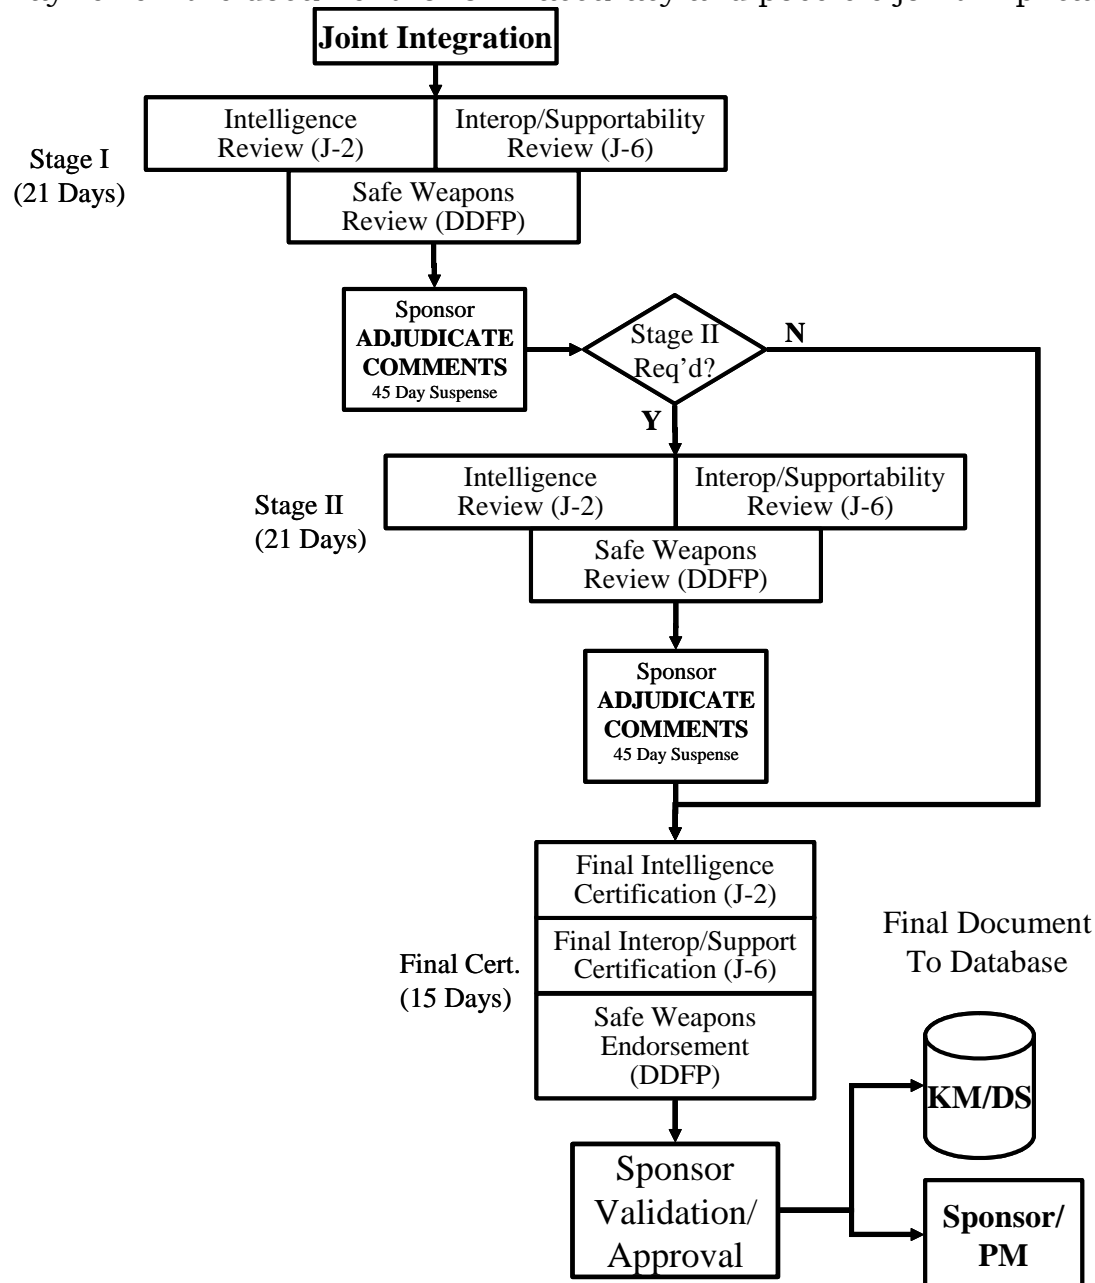 Joint Integration
Intelligence
Review (J-2)
Interop/Supportability
Review (J-6)
Stage I
(21 Days)
Safe Weapons
Review (DDFP)
Sponsor
ADJUDICATE
COMMENTS
45 Day Suspense
Stage II
Req'd?
N
Y
Intelligence
Review (J-2)
Interop/Supportability
Review (J-6)
Stage II
(21 Days)
Safe Weapons
Review (DDFP)
Sponsor
ADJUDICATE
COMMENTS
45 Day Suspense
Final Intelligence
Certification (J-2)
Final Interop/Support
Certification (J-6)
Final Cert.
(15 Days)
Safe Weapons
Endorsement
(DDFP)
Final Document
To Database
KM/DS
Sponsor
Validation/
Approval
Sponsor/
PM